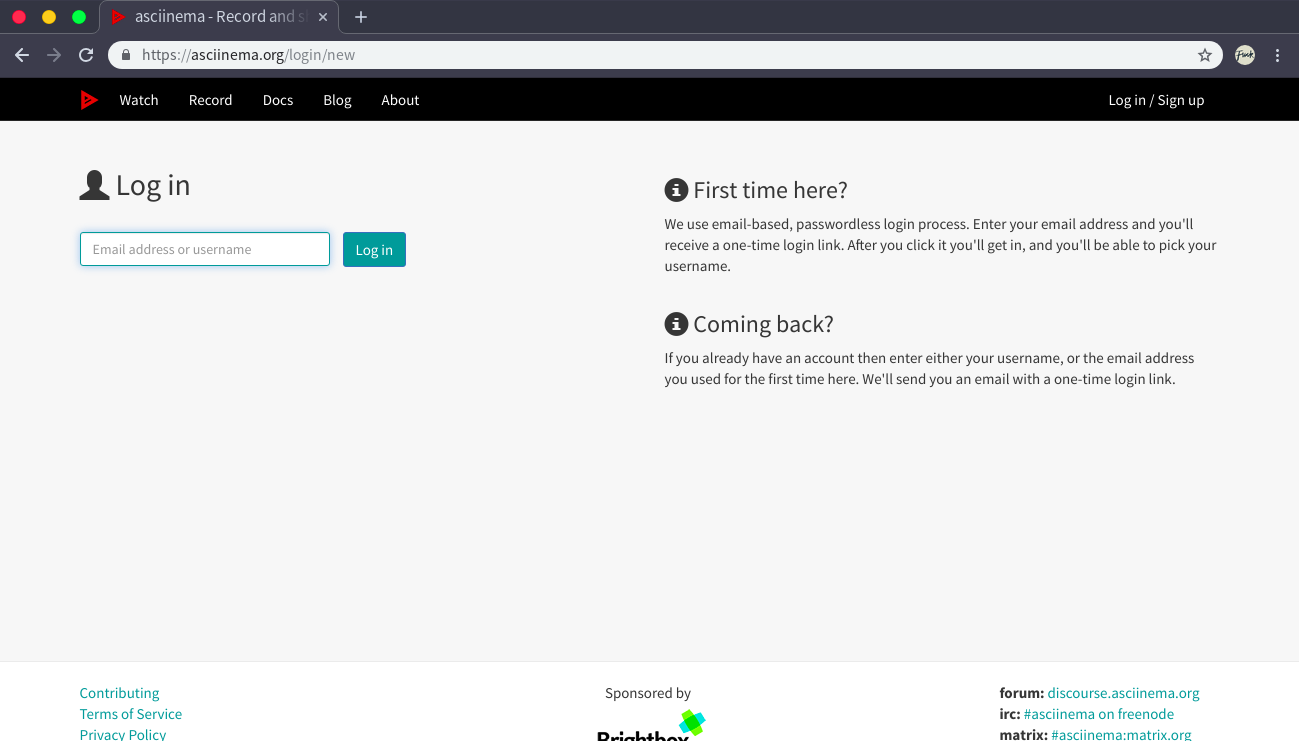 asciinema - Record and s
https://asciinema.org/login/new
Watch Record Docs Blog About Log in / Sign up
Log in
Email address or username
Log in
First time here?
We use email-based, passwordless login process. Enter your email address and you'll
receive a one-time login link. After you click it you'll get in, and you'll be able to pick your
username.
Coming back?
If you already have an account then enter either your username, or the email address
you used for the first time here. We'll send you an email with a one-time login link.
Contributing
Terms of Service
Privacy Policy
Sponsored by
Brightbox
forum: discourse.asciinema.org
irc: #asciinema on freenode
matrix: #asciinema:matrix.org